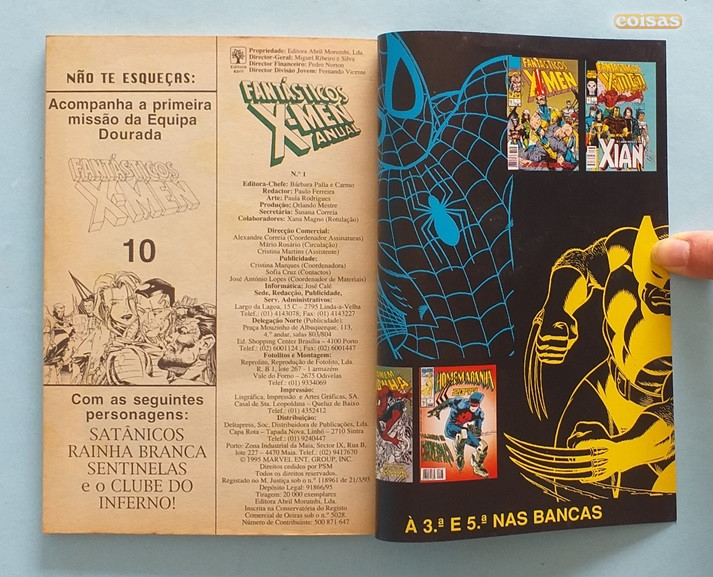 coisas
NÃO TE ESQUEÇAS:
Acompanha a primeira
missão da Equipa
Dourada
FANTÁSTICOS
X-MEN
10
Com as seguintes
personagens:
SATÂNICOS
RAINHA BRANCA
SENTINELAS
e o CLUBE DO
INFERNO!
Propriedade: Editora Abril Morumbi, Lda.
Director-Geral: Miguel Ribeiro e Silva
Director Financeiro: Pedro Norton
Director Divisão Jovem: Fernando Vicente
FANTÁSTICOS
X-MEN
ANUAL
N.º 1
Editora-Chefe: Bárbara Palla e Carmo
Redactor: Paulo Ferreira
Arte: Paula Rodrigues
Produção: Orlando Mestre
Secretária: Susana Correia
Colaboradores: Xana Magno (Rotulação)
Direcção Comercial:
Alexandre Correia (Coordenador Assinaturas)
Mário Rosário (Circulação)
Cristina Martins (Assistente)
Publicidade:
Cristina Marques (Coordenadora)
Sofia Cruz (Contactos)
José António Lopes (Coordenador de Materiais)
Informática: José Calé
Sede, Redacção, Publicidade,
Serv. Administrativos:
Largo da Lagoa, 15 C – 2795 Linda-a-Velha
Telef.: (01) 4143078; Fax: (01) 4143227
Delegação Norte (Publicidade):
Praça Mouzinho de Albuquerque, 113,
4.º andar, salas 803/804
Ed. Shopping Center Brasília – 4100 Porto
Telef.: (02) 6001124 ; Fax: (02) 6001447
Fotolitos e Montagem:
Reprolito, Reprodução de Fotolitos, Lda.
R. B 1, lote 267 – 1 armazém
Vale do Forno – 2675 Odivelas
Telef: (01) 9334069
Impressão:
Lisgráfica, Impressão e Artes Gráficas, SA
Casal de Sta. Leopoldina – Queluz de Baixo
Telef: (01) 4352412
Distribuição:
Deltapress, Soc. Distribuidora de Publicações, Lda.
Capa Rota – Tapada Nova, Linhó – 2710 Sintra
Telef: (01) 9240447
Porto: Zona Industrial da Maia, Sector IX, Rua B,
lote 227 – 4470 Maia. Telef.: (02) 9417670
© 1995 MARVEL ENT, GROUP, INC
Direitos cedidos por PSM
Todos os direitos reservados.
Registado no M. Justiça sob o n.º 118961 de 21/3/95
Depósito Legal: 91866/95
Tiragem: 20 000 exemplares
Editora Abril Morumbi, Lda.
Inscrita na Conservatória do Registo
Comercial de Oeiras sob o n.º 5028.
Número de Contribuinte: 500 871 647
FANTÁSTICOS
X-MEN
XIAN
HOMEM-ARANHA
À 3.ª E 5.ª NAS BANCAS